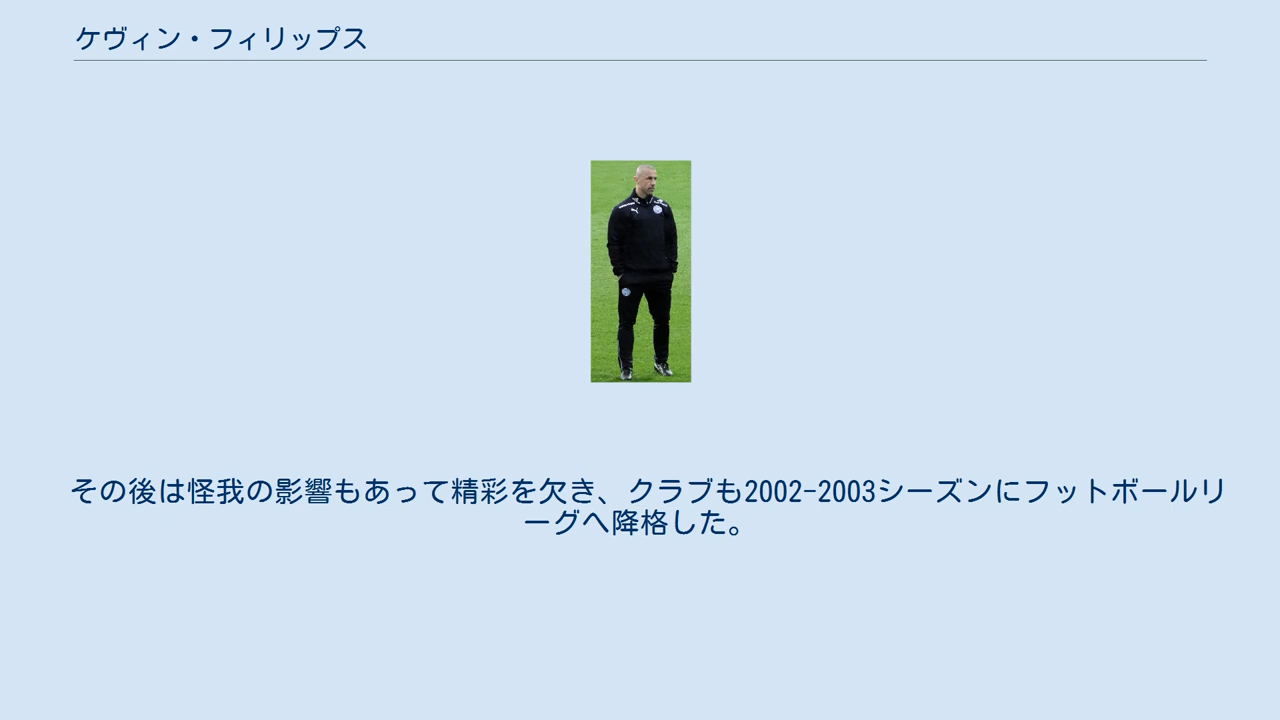 ケヴィン・フィリップス
その後は怪我の影響もあって精彩を欠き、クラブも2002-2003シーズンにフットボールリ
ーグへ降格した。